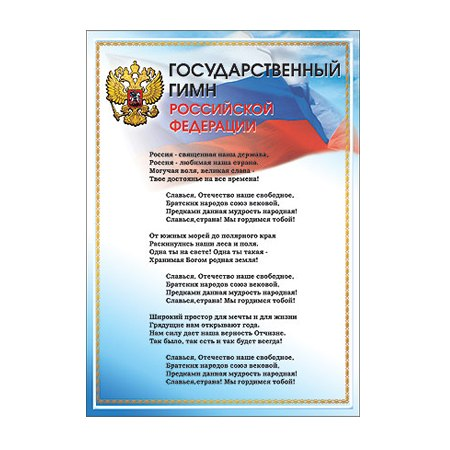 ГОСУДАРСТВЕННЫЙ
ГИМН
РОССИЙСКОЙ
ФЕДЕРАЦИИ
Россия - священная наша держава,
Россия - любимая наша страна.
Могучая воля, великая слава -
Твое достоянье на все времена!
Славься, Отечество наше свободное,
Братских народов союз вековой,
Предками данная мудрость народная!
Славься,страна! Мы гордимся тобой!
От южных морей до полярного края
Раскинулись наши леса и поля.
Одна ты на свете! Одна ты такая -
Хранимая Богом родная земля!
Славься, Отечество наше свободное,
Братских народов союз вековой,
Предками данная мудрость народная!
Славься,страна! Мы гордимся тобой!
Широкий простор для мечты и для жизни
Грядущие нам открывают года.
Нам силу дает наша верность Отчизне.
Так было, так есть и так будет всегда!
Славься, Отечество наше свободное,
Братских народов союз вековой,
Предками данная мудрость народная!
Славься,страна! Мы гордимся тобой!